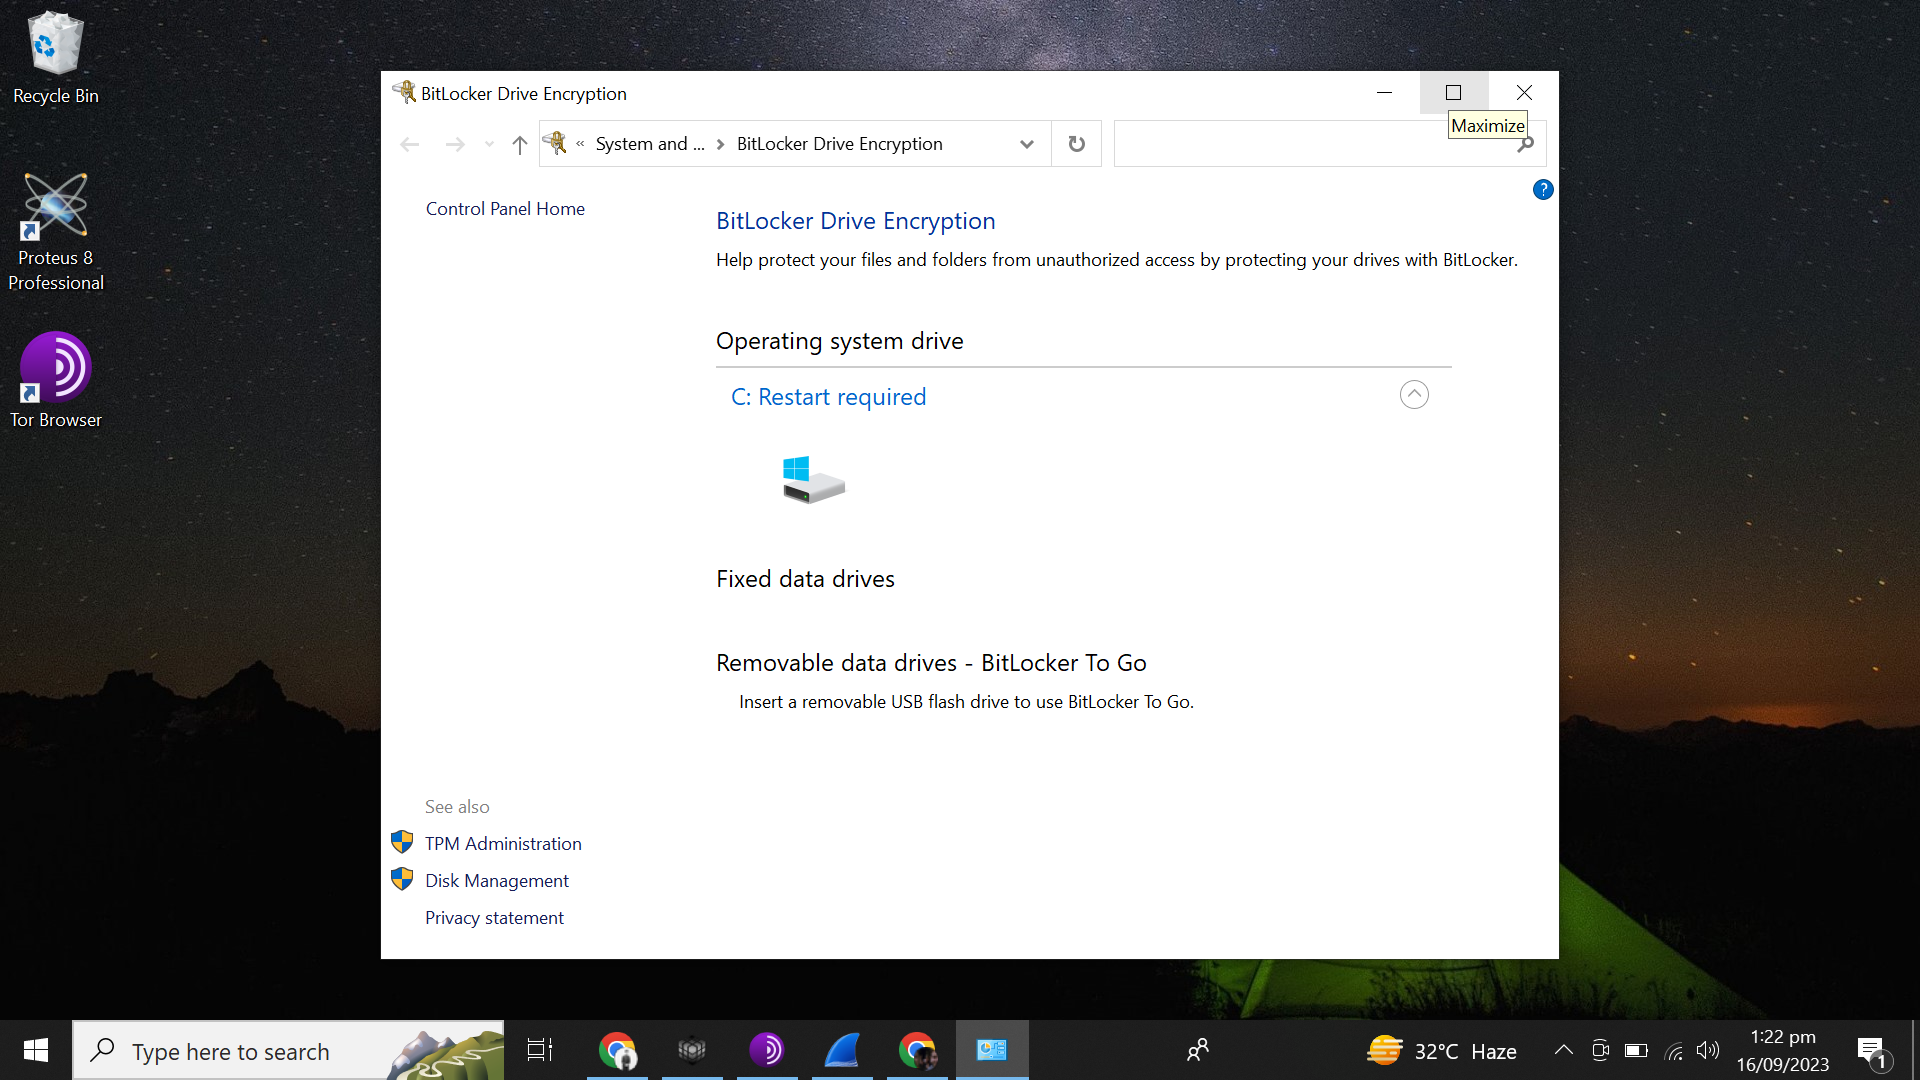 Recycle Bin
Proteus 8
Professional
Tor Browser
BitLocker Drive Encryption
Maximize
« System and ... > BitLocker Drive Encryption
?
Control Panel Home
BitLocker Drive Encryption
Help protect your files and folders from unauthorized access by protecting your drives with BitLocker.
Operating system drive
C: Restart required
Fixed data drives
Removable data drives - BitLocker To Go
Insert a removable USB flash drive to use BitLocker To Go.
See also
TPM Administration
Disk Management
Privacy statement
Type here to search
32°C Haze
1:22 pm
16/09/2023
1